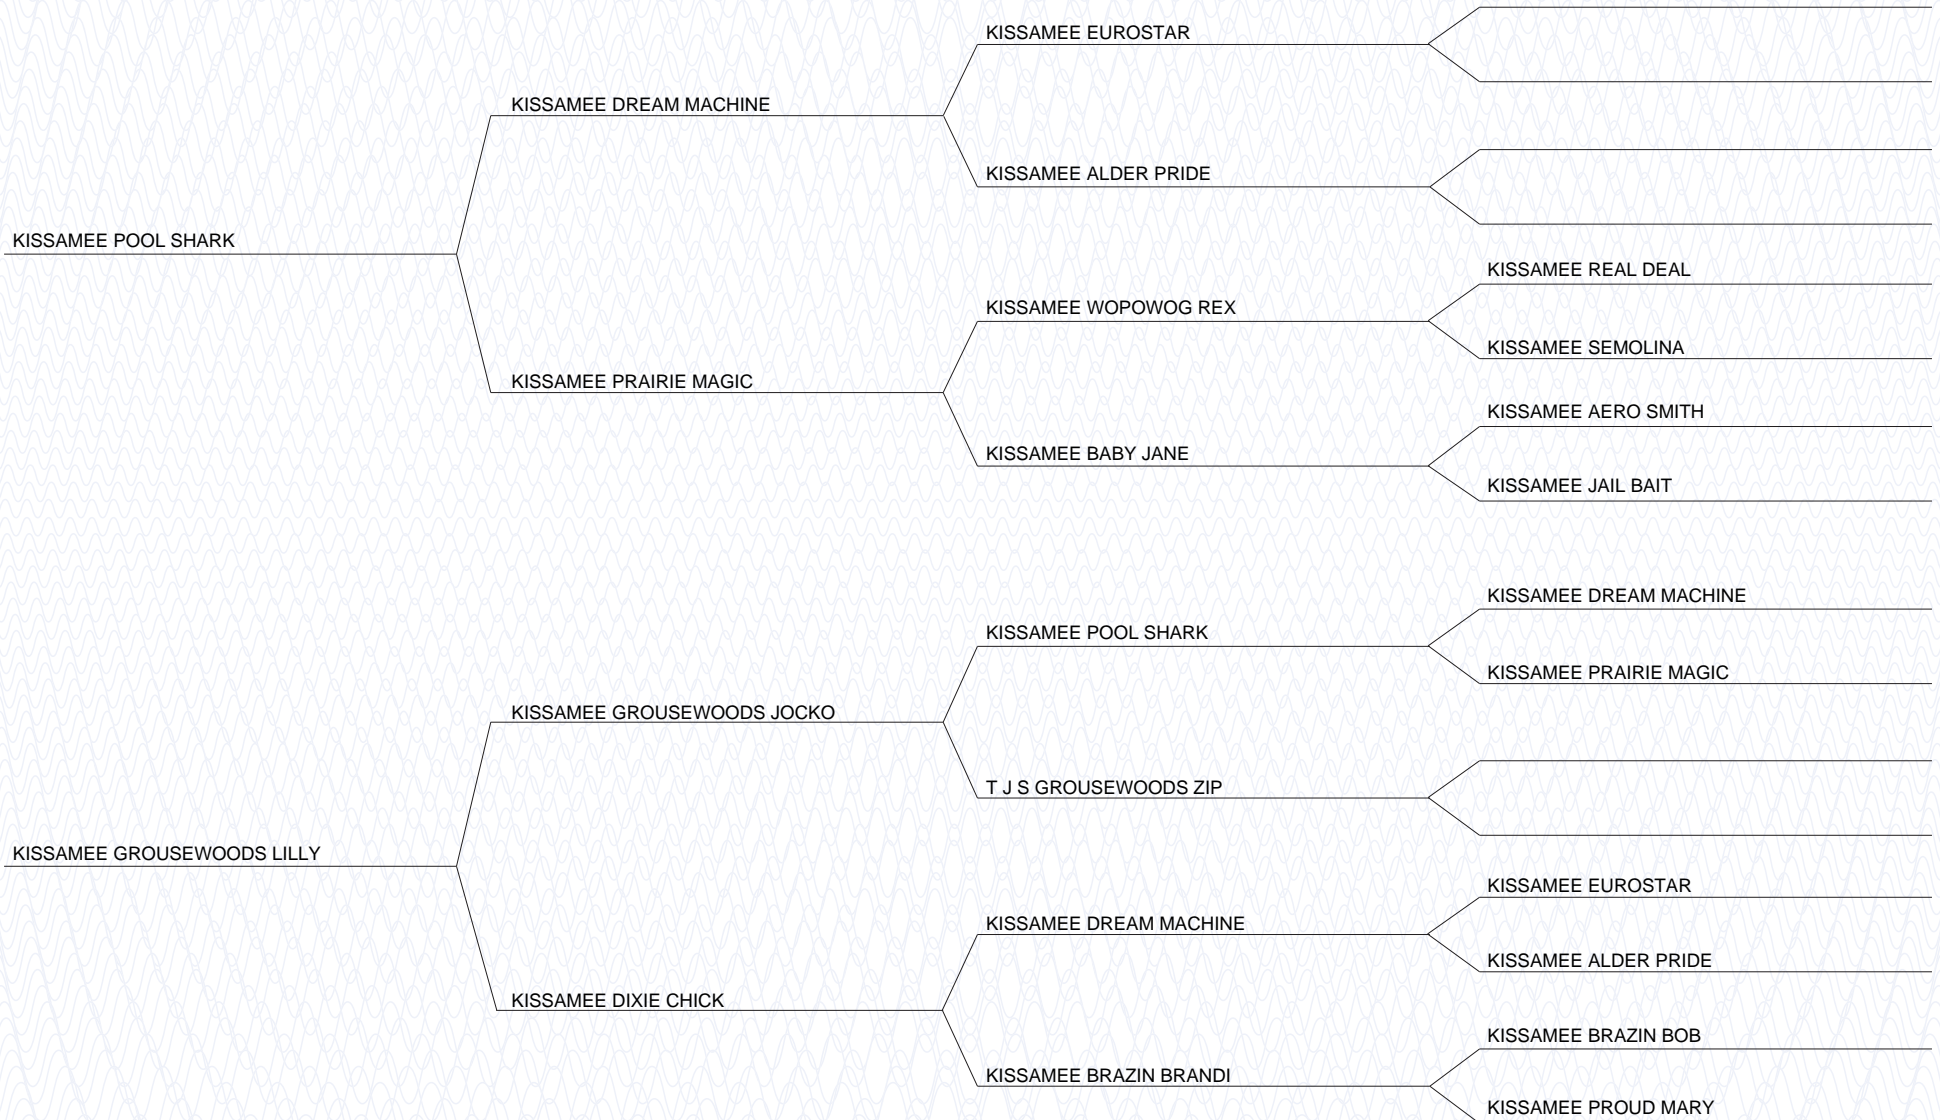 KISSAMEE EUROSTAR
KISSAMEE DREAM MACHINE
KISSAMEE ALDER PRIDE
KISSAMEE POOL SHARK
KISSAMEE REAL DEAL
KISSAMEE WOPOWOG REX
KISSAMEE SEMOLINA
KISSAMEE PRAIRIE MAGIC
KISSAMEE AERO SMITH
KISSAMEE BABY JANE
KISSAMEE JAIL BAIT
KISSAMEE DREAM MACHINE
KISSAMEE POOL SHARK
KISSAMEE PRAIRIE MAGIC
KISSAMEE GROUSEWOODS JOCKO
T J S GROUSEWOODS ZIP
KISSAMEE GROUSEWOODS LILLY
KISSAMEE EUROSTAR
KISSAMEE DREAM MACHINE
KISSAMEE ALDER PRIDE
KISSAMEE DIXIE CHICK
KISSAMEE BRAZIN BOB
KISSAMEE BRAZIN BRANDI
KISSAMEE PROUD MARY